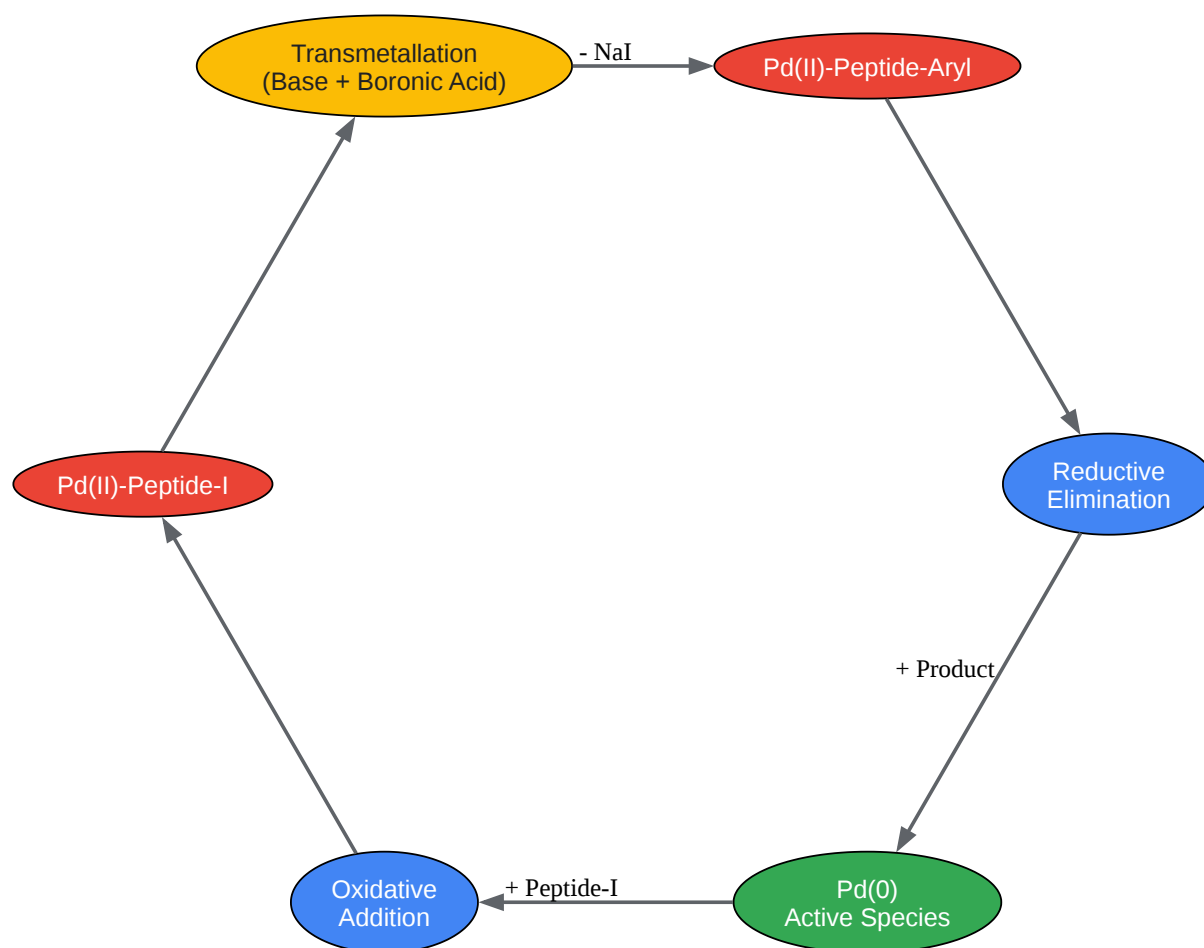 Transmetallation
(Base + Boronic Acid)
- NaI
Pd(II)-Peptide-Aryl
Pd(II)-Peptide-I
Reductive
Elimination
+ Product
Oxidative
Addition
+ Peptide-I
Pd(0)
Active Species